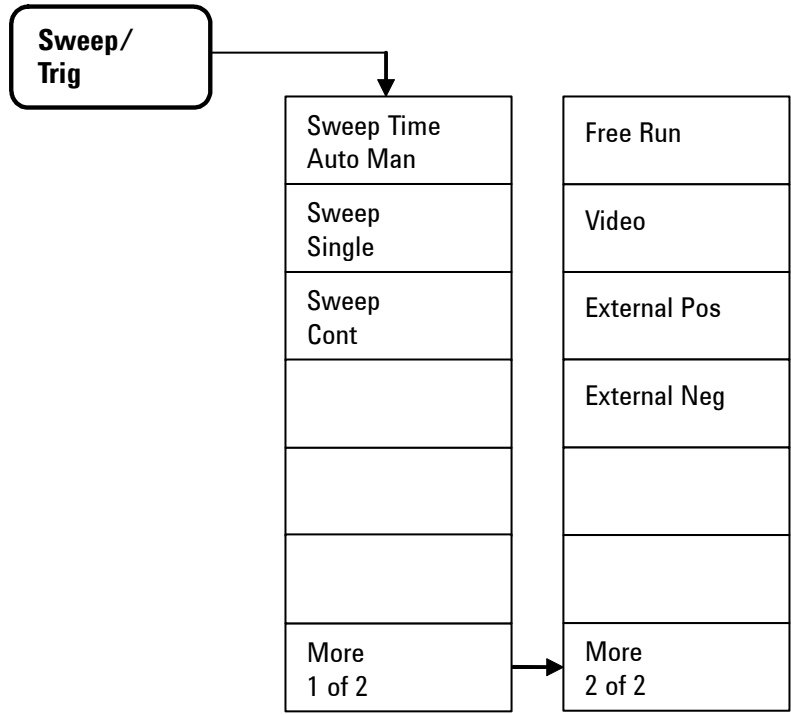 Sweep/
Trig
Sweep Time
Auto Man
Sweep
Single
Sweep
Cont
More
1 of 2
Free Run
Video
External Pos
External Neg
More
2 of 2